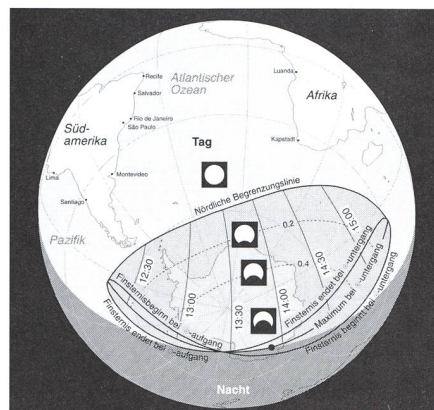 Recife
Atlantischer
Ozean
Salvador
Luanda
Afrika
Rio de Janeiro
São Paulo
Süd-
amerika
Tag
Kapstadt
Lima
Montevideo
Santiago
Nördliche Begrenzungslinie
Pazifik
0.2
0.4
12:30
13:00
13:30
14:00
14:30
15:00
Finsternisbeginn bei -aufgang
Finsternis endet bei -aufgang
Finsternis endet bei -untergang
Maximum bei -untergang
Finsternis beginnt bei -untergang
Nacht